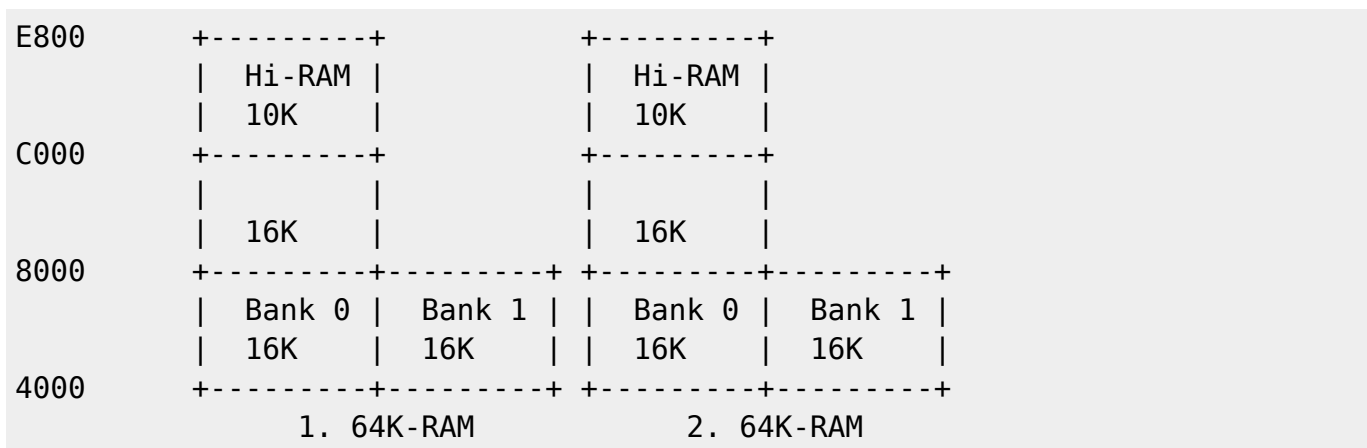 E800       +---------+           +---------+
           |  Hi-RAM |           |  Hi-RAM |
           |  10K    |           |  10K    |
C000       +---------+           +---------+
           |         |           |         |
           |  16K    |           |  16K    |
8000       +---------+---------+ +---------+---------+
           |  Bank 0 |  Bank 1 | |  Bank 0 |  Bank 1 |
           |  16K    |  16K    | |  16K    |  16K    |
4000       +---------+---------+ +---------+---------+
                 1. 64K-RAM            2. 64K-RAM